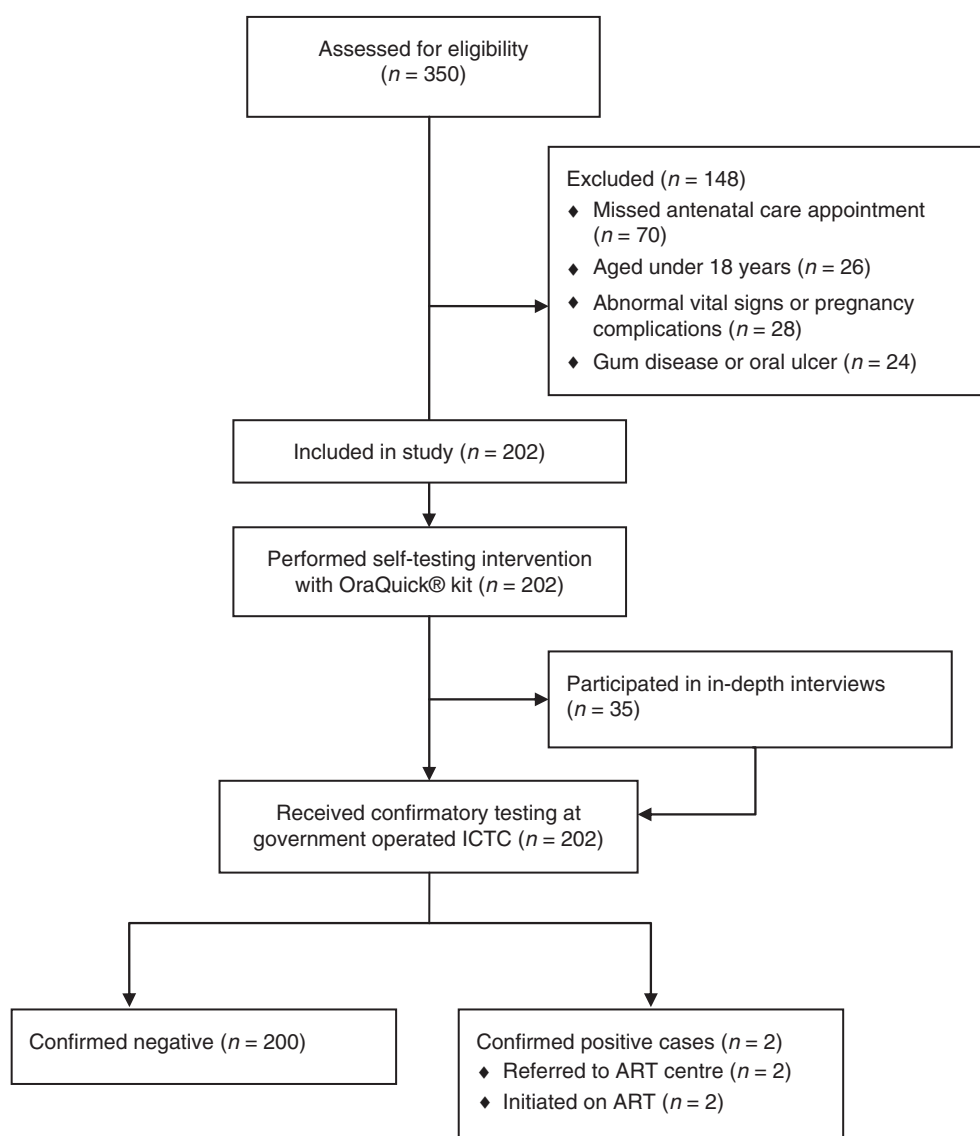 Assessed for eligibility
(n = 350)
Excluded (n = 148)
♦ Missed antenatal care appointment
(n = 70)
♦ Aged under 18 years (n = 26)
♦ Abnormal vital signs or pregnancy
complications (n = 28)
♦ Gum disease or oral ulcer (n = 24)
Included in study (n = 202)
Performed self-testing intervention
with OraQuick® kit (n = 202)
Participated in in-depth interviews
(n = 35)
Received confirmatory testing at
government operated ICTC (n = 202)
Confirmed negative (n = 200)
Confirmed positive cases (n = 2)
♦ Referred to ART centre (n = 2)
♦ Initiated on ART (n = 2)